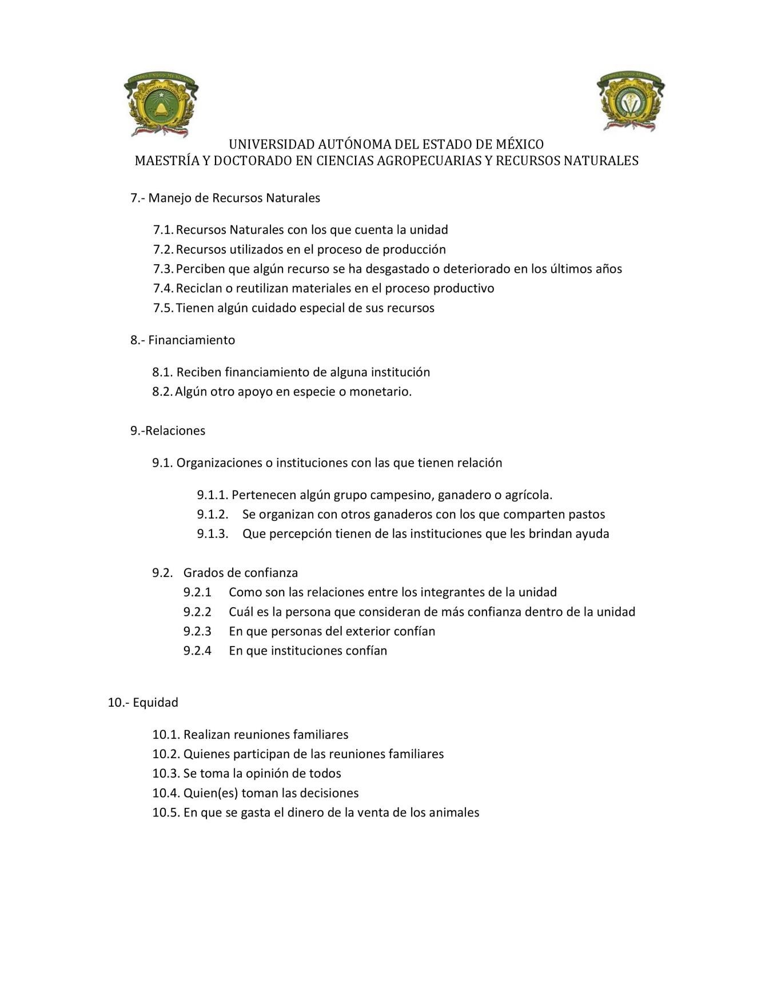 ESTADOS UNIDOS MEXICANOS
UNIVERSIDAD AUTONOMA
ESTADOS UNIDOS MEXICANOS
UNIVERSIDAD AUTONOMA
UNIVERSIDAD AUTÓNOMA DEL ESTADO DE MÉXICO
MAESTRÍA Y DOCTORADO EN CIENCIAS AGROPECUARIAS Y RECURSOS NATURALES
7.- Manejo de Recursos Naturales
7.1. Recursos Naturales con los que cuenta la unidad
7.2. Recursos utilizados en el proceso de producción
7.3. Perciben que algún recurso se ha desgastado o deteriorado en los últimos años
7.4. Reciclan o reutilizan materiales en el proceso productivo
7.5. Tienen algún cuidado especial de sus recursos
8.- Financiamiento
8.1. Reciben financiamiento de alguna institución
8.2. Algún otro apoyo en especie o monetario.
9.-Relaciones
9.1. Organizaciones o instituciones con las que tienen relación
9.1.1. Pertenecen algún grupo campesino, ganadero o agrícola.
9.1.2. Se organizan con otros ganaderos con los que comparten pastos
9.1.3. Que percepción tienen de las instituciones que les brindan ayuda
9.2. Grados de confianza
9.2.1 Como son las relaciones entre los integrantes de la unidad
9.2.2 Cuál es la persona que consideran de más confianza dentro de la unidad
9.2.3 En que personas del exterior confían
9.2.4 En que instituciones confían
10.- Equidad
10.1. Realizan reuniones familiares
10.2. Quienes participan de las reuniones familiares
10.3. Se toma la opinión de todos
10.4. Quien(es) toman las decisiones
10.5. En que se gasta el dinero de la venta de los animales